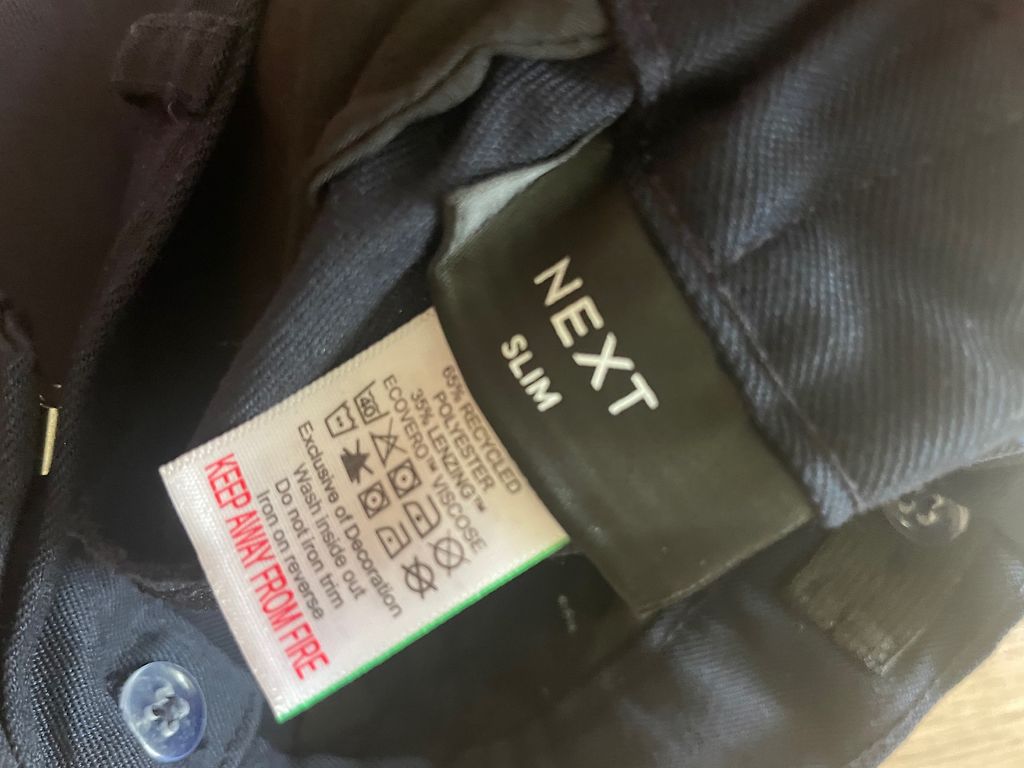 NEXT
SLIM
65% RECYCLED
POLYESTER
35% LENZING™
ECOVERO™ VISCOSE
40
Exclusive of Decoration
Wash inside out
Do not iron trim
Iron on reverse
KEEP AWAY FROM FIRE